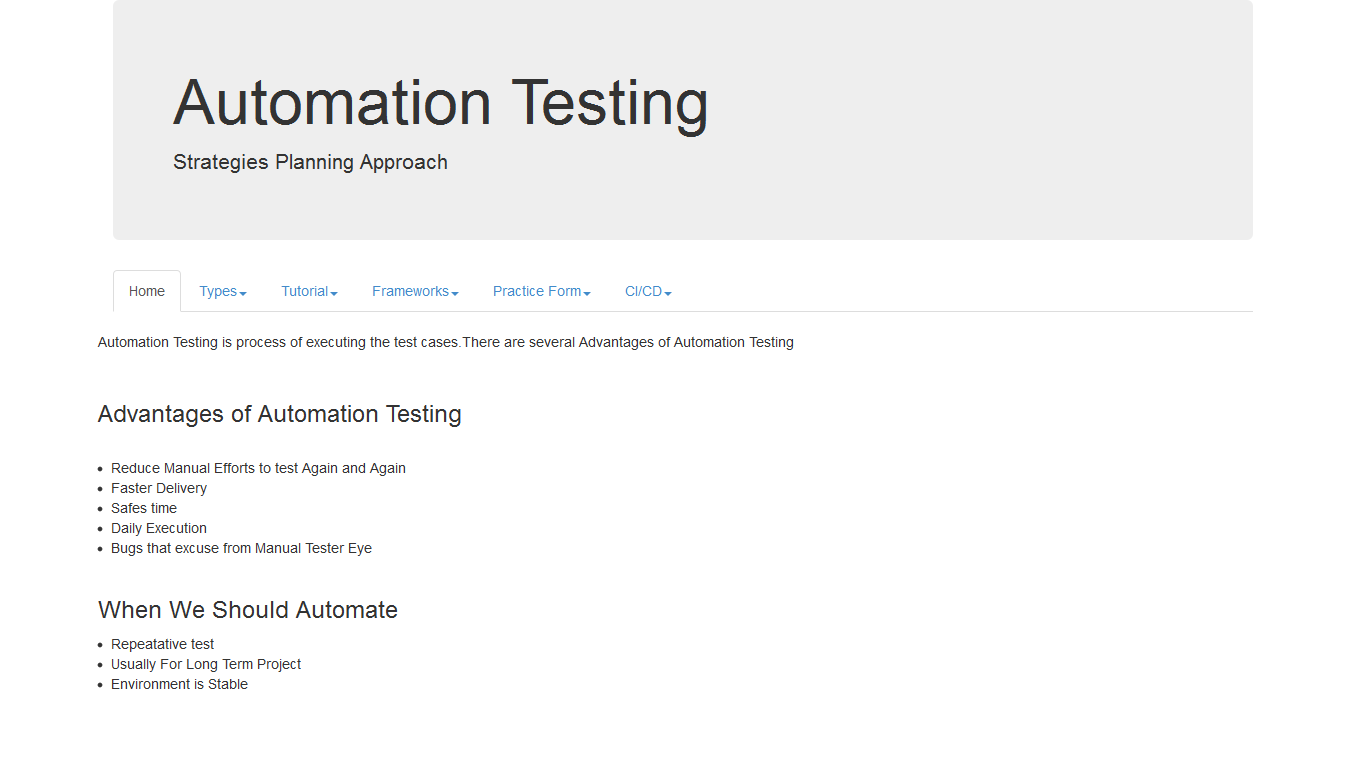 Automation Testing
Strategies Planning Approach
Home Types Tutorial Frameworks Practice Form CI/CD
Automation Testing is process of executing the test cases.There are several Advantages of Automation Testing
Advantages of Automation Testing
Reduce Manual Efforts to test Again and Again
Faster Delivery
Safes time
Daily Execution
Bugs that excuse from Manual Tester Eye
When We Should Automate
Repeatative test
Usually For Long Term Project
Environment is Stable